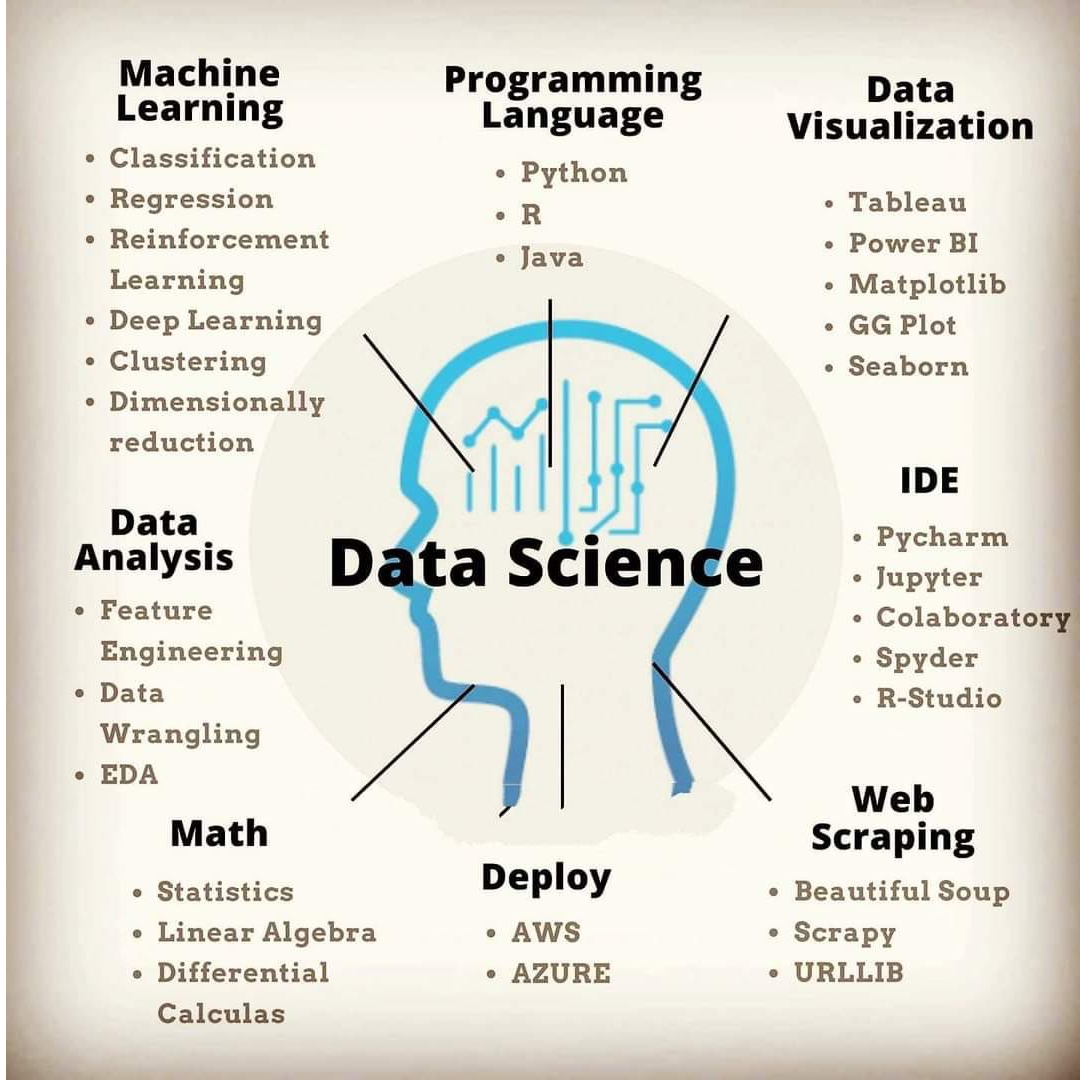 Machine
Learning
• Classification
• Regression
• Reinforcement
Learning
• Deep Learning
• Clustering
• Dimensionally
reduction
Programming
Language
• Python
• R
• Java
Data
Visualization
• Tableau
• Power BI
• Matplotlib
• GG Plot
• Seaborn
Data Science
Data
Analysis
• Feature
Engineering
• Data
Wrangling
• EDA
IDE
• Pycharm
• Jupyter
• Colaboratory
• Spyder
• R-Studio
Math
• Statistics
• Linear Algebra
• Differential
Calculas
Deploy
• AWS
• AZURE
Web
Scraping
• Beautiful Soup
• Scrapy
• URLLIB